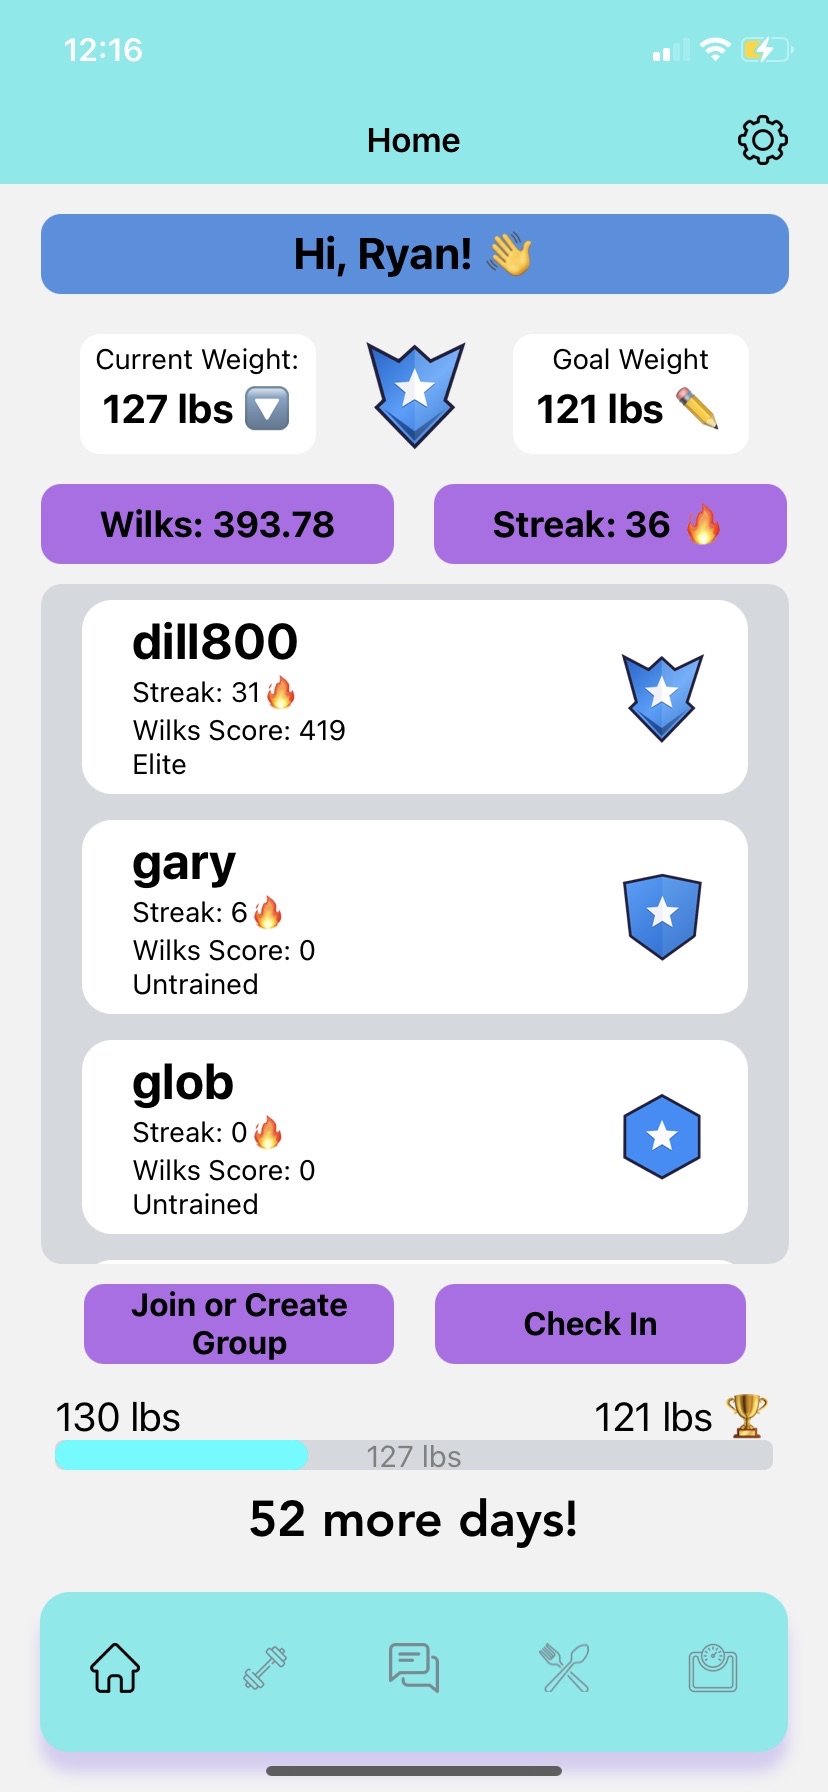 12:16
Home
Hi, Ryan! 👋
Current Weight:
127 lbs 🔽
Goal Weight
121 lbs ✏️
Wilks: 393.78
Streak: 36 🔥
dill800
Streak: 31🔥
Wilks Score: 419
Elite
gary
Streak: 6🔥
Wilks Score: 0
Untrained
glob
Streak: 0🔥
Wilks Score: 0
Untrained
Join or Create
Group
Check In
130 lbs
121 lbs 🏆
127 lbs
52 more days!